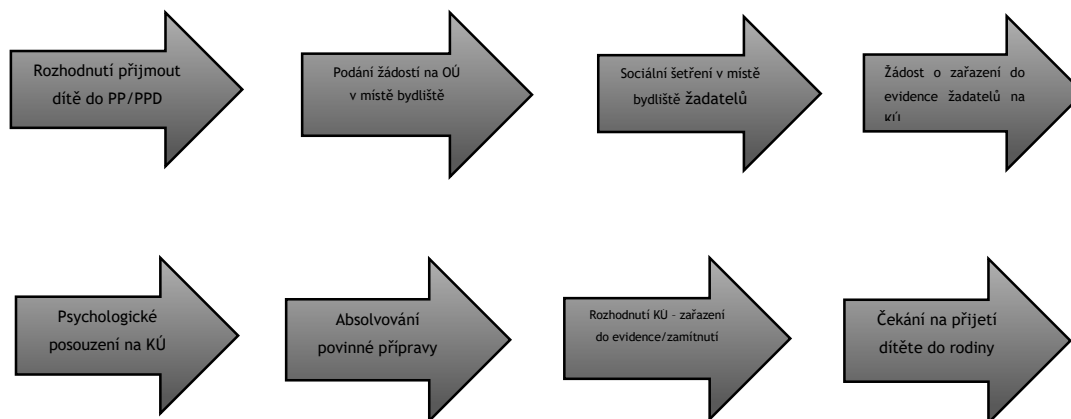 Rozhodnutí přijmout
dítě do PP/PPD
Podání žádostí na OÚ
v místě bydliště
Sociální šetření v místě
bydliště žadatelů
Žádost o zařazení do
evidence žadatelů na
KÚ
Psychologické
posouzení na KÚ
Absolvování
povinné přípravy
Rozhodnutí KU – zařazení
do evidence/zamítnutí
Čekání na přijetí
dítěte do rodiny